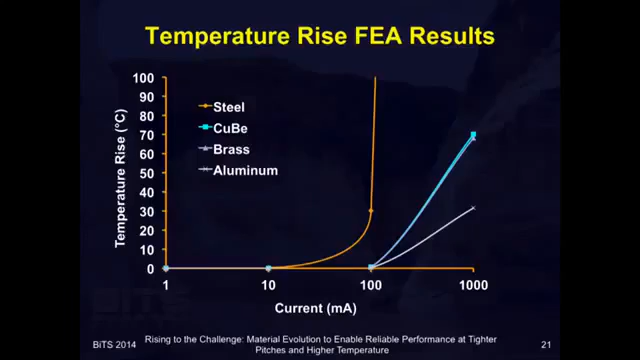 Temperature Rise FEA Results
100
90
80
70
60
50
40
30
20
10
0
Temperature Rise (°C)
Steel
CuBe
Brass
Aluminum
1
10
100
1000
Current (mA)
BiTS
BiTS 2014
Rising to the Challenge: Material Evolution to Enable Reliable Performance at Tighter
Pitches and Higher Temperature
21